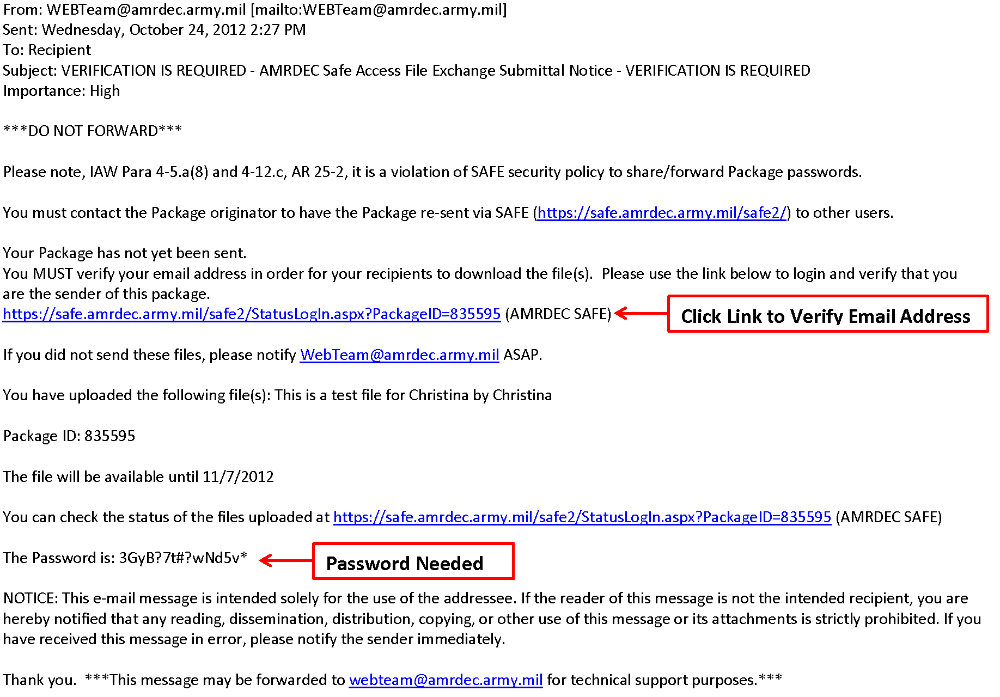 From: WEBTeam@amrdec.army.mil [mailto:WEBTeam@amrdec.army.mil]
Sent: Wednesday, October 24, 2012 2:27 PM
To: Recipient
Subject: VERIFICATION IS REQUIRED - AMRDEC Safe Access File Exchange Submittal Notice - VERIFICATION IS REQUIRED
Importance: High
***DO NOT FORWARD***
Please note, IAW Para 4-5.a(8) and 4-12.c, AR 25-2, it is a violation of SAFE security policy to share/forward Package passwords.
You must contact the Package originator to have the Package re-sent via SAFE (https://safe.amrdec.army.mil/safe2/) to other users.
Your Package has not yet been sent.
You MUST verify your email address in order for your recipients to download the file(s).  Please use the link below to login and verify that you
are the sender of this package.
https://safe.amrdec.army.mil/safe2/StatusLogIn.aspx?PackageID=835595 (AMRDEC SAFE)
Click Link to Verify Email Address
If you did not send these files, please notify WebTeam@amrdec.army.mil ASAP.
You have uploaded the following file(s): This is a test file for Christina by Christina
Package ID: 835595
The file will be available until 11/7/2012
You can check the status of the files uploaded at https://safe.amrdec.army.mil/safe2/StatusLogIn.aspx?PackageID=835595 (AMRDEC SAFE)
The Password is: 3GyB?7t#?wNd5v*
Password Needed
NOTICE: This e-mail message is intended solely for the use of the addressee. If the reader of this message is not the intended recipient, you are
hereby notified that any reading, dissemination, distribution, copying, or other use of this message or its attachments is strictly prohibited. If you
have received this message in error, please notify the sender immediately.
Thank you.  ***This message may be forwarded to webteam@amrdec.army.mil for technical support purposes.***